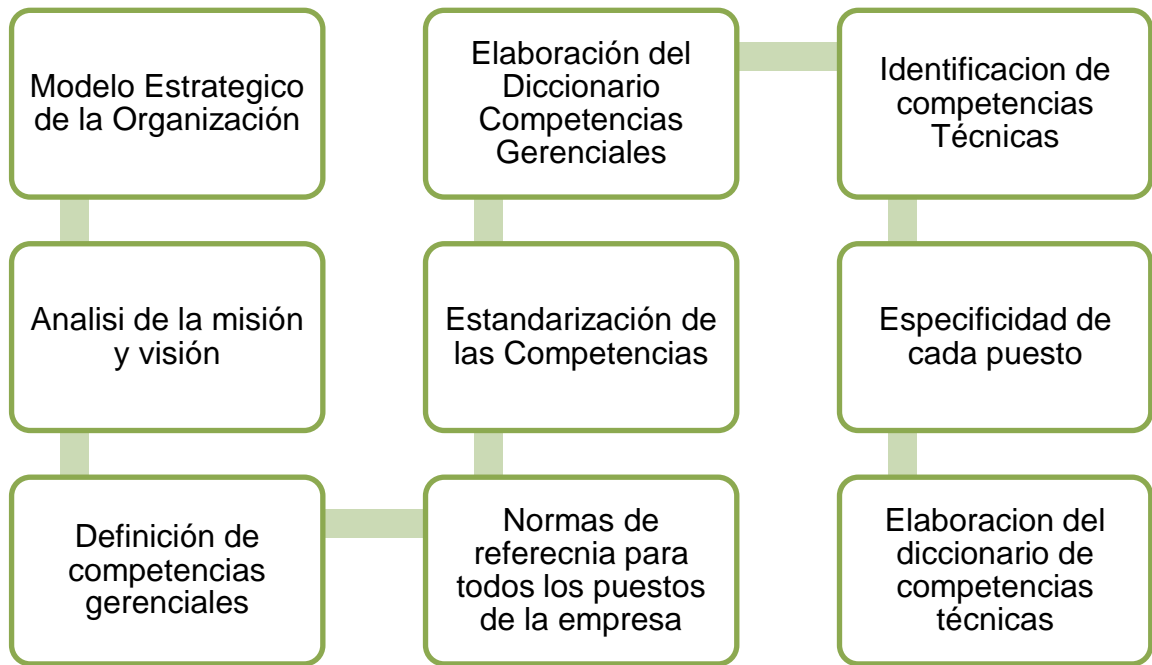 Modelo Estrategico
de la Organización
Analisi de la misión
y visión
Definición de
competencias
gerenciales
Normas de
referecnia para
todos los puestos
de la empresa
Estandarización de
las Competencias
Elaboración del
Diccionario
Competencias
Gerenciales
Identificacion de
competencias
Técnicas
Especificidad de
cada puesto
Elaboracion del
diccionario de
competencias
técnicas